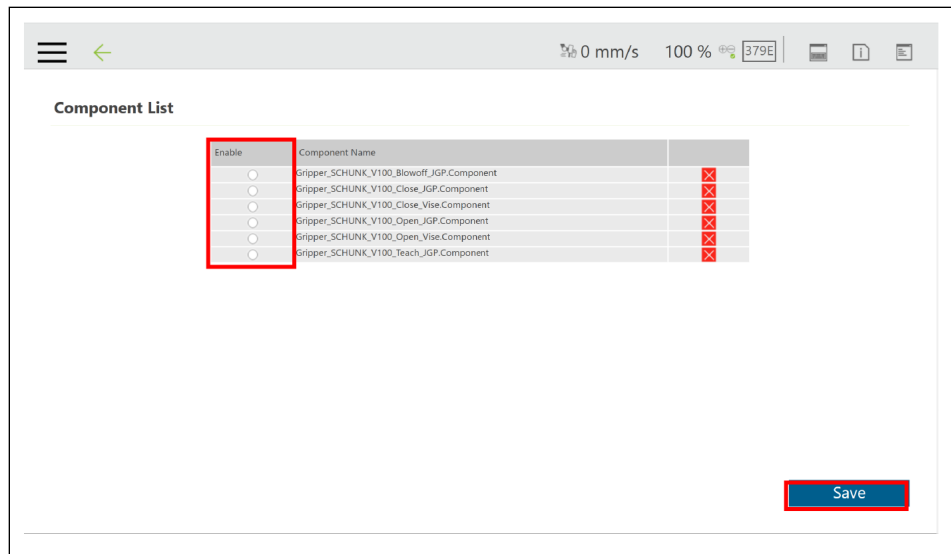 0 mm/s 100 % 379E
Component List
Enable Component Name
Gripper_SCHUNK_V100_Blowoff_JGP.Component
Gripper_SCHUNK_V100_Close_JGP.Component
Gripper_SCHUNK_V100_Close_Vise.Component
Gripper_SCHUNK_V100_Open_JGP.Component
Gripper_SCHUNK_V100_Open_Vise.Component
Gripper_SCHUNK_V100_Teach_JGP.Component
Save